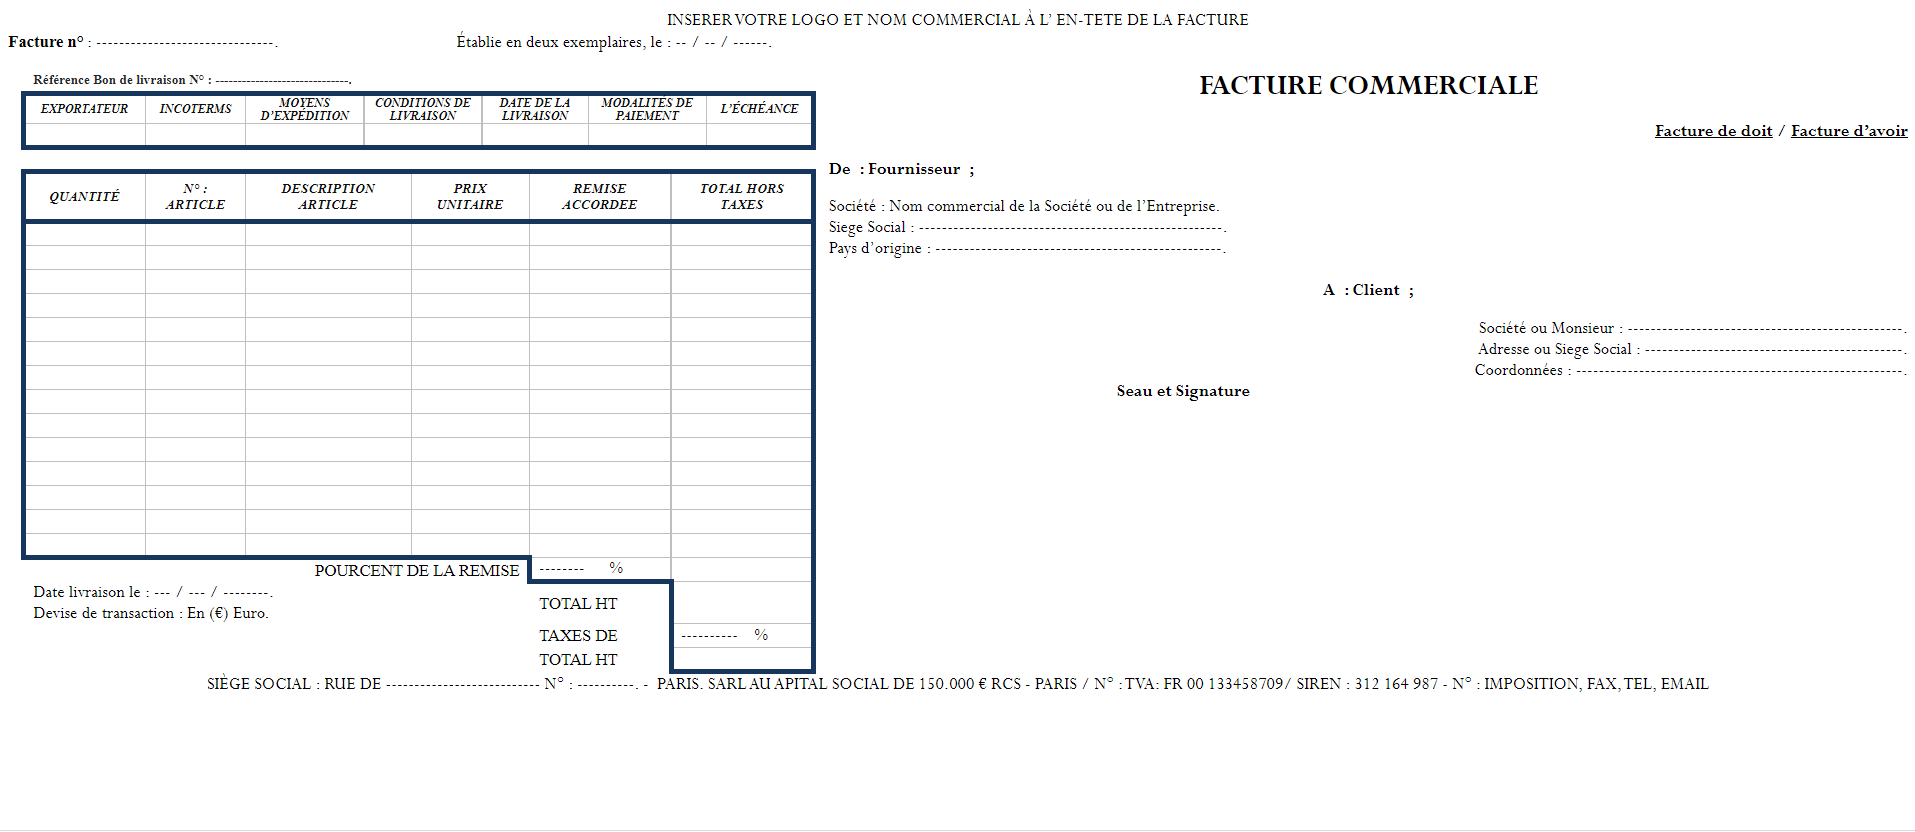 INSERER VOTRE LOGO ET NOM COMMERCIAL À L’ EN-TETE DE LA FACTURE
Facture n° : -------------------------------. Établie en deux exemplaires, le : -- / -- / ------.
Référence Bon de livraison N° : ------------------------------.
FACTURE COMMERCIALE
EXPORTATEUR INCOTERMS MOYENS D’EXPÉDITION CONDITIONS DE LIVRAISON DATE DE LA LIVRAISON MODALITÉS DE PAIEMENT L’ÉCHÉANCE
Facture de doit / Facture d’avoir
De : Fournisseur ;
QUANTITÉ N° : ARTICLE DESCRIPTION ARTICLE PRIX UNITAIRE REMISE ACCORDEE TOTAL HORS TAXES
Société : Nom commercial de la Société ou de l’Entreprise.
Siege Social : -----------------------------------------------------.
Pays d’origine : --------------------------------------------------.
A : Client ;
Société ou Monsieur : ------------------------------------------------.
Adresse ou Siege Social : ---------------------------------------------.
Coordonnées : ---------------------------------------------------------.
Seau et Signature
POURCENT DE LA REMISE -------- %
Date livraison le : --- / --- / --------.
Devise de transaction : En (€) Euro.
TOTAL HT
TAXES DE ---------- %
TOTAL HT
SIÈGE SOCIAL : RUE DE --------------------------- N° : ----------. - PARIS. SARL AU APITAL SOCIAL DE 150.000 € RCS - PARIS / N° : TVA: FR 00 133458709/ SIREN : 312 164 987 - N° : IMPOSITION, FAX, TEL, EMAIL